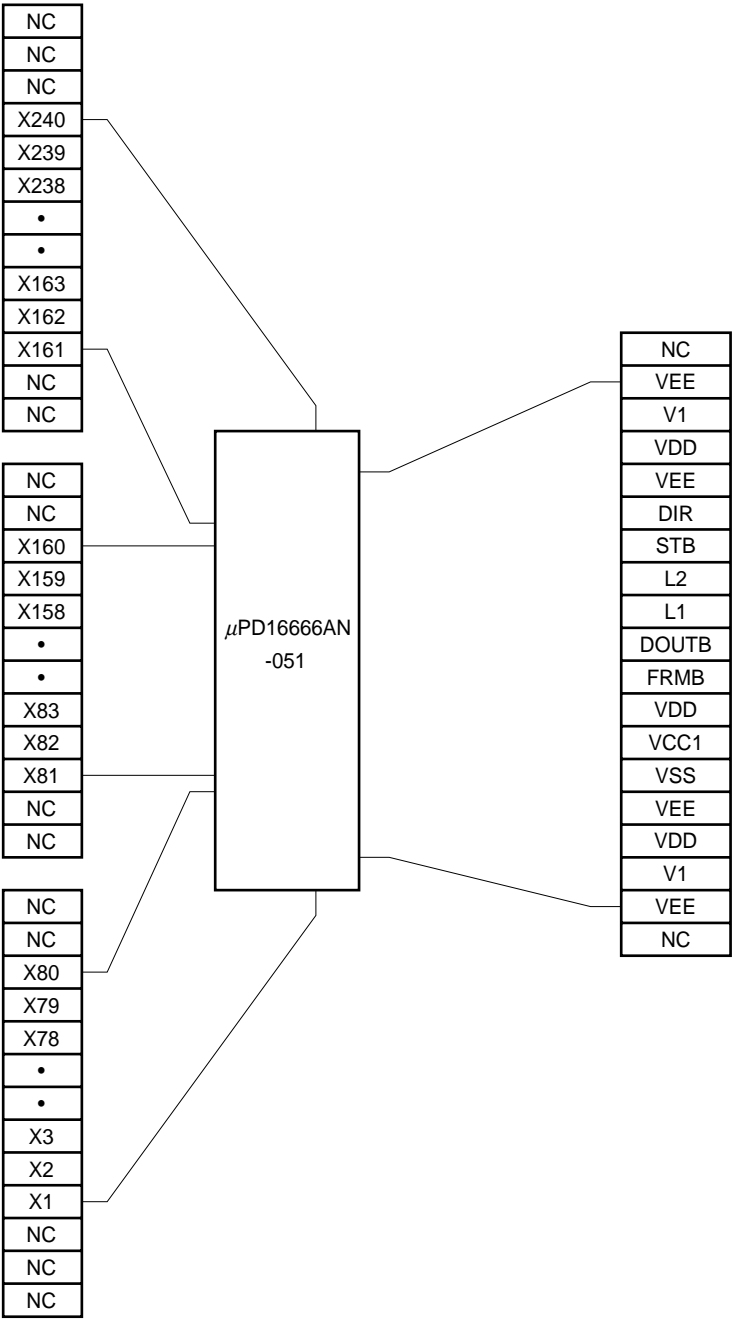 NC
NC
NC
X240
X239
X238
•
•
X163
X162
X161
NC
NC
NC
NC
X160
X159
X158
•
•
X83
X82
X81
NC
NC
NC
NC
X80
X79
X78
•
•
X3
X2
X1
NC
NC
NC
μPD16666AN
-051
NC
VEE
V1
VDD
VEE
DIR
STB
L2
L1
DOUTB
FRMB
VDD
VCC1
VSS
VEE
VDD
V1
VEE
NC